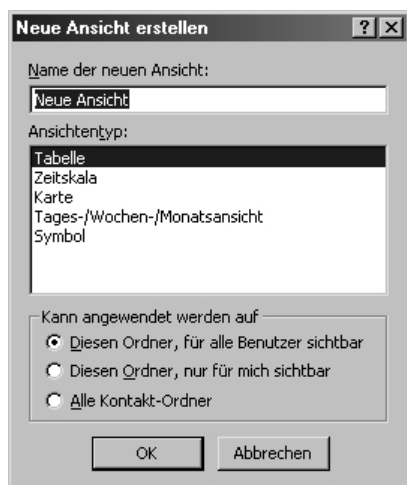 Neue Ansicht erstellen
Name der neuen Ansicht:
Neue Ansicht
Ansichtentyp:
Tabelle
Zeitskala
Karte
Tages-/Wochen-/Monatsansicht
Symbol
Kann angewendet werden auf
Diesen Ordner, für alle Benutzer sichtbar
Diesen Ordner, nur für mich sichtbar
Alle Kontakt-Ordner
OK Abbrechen